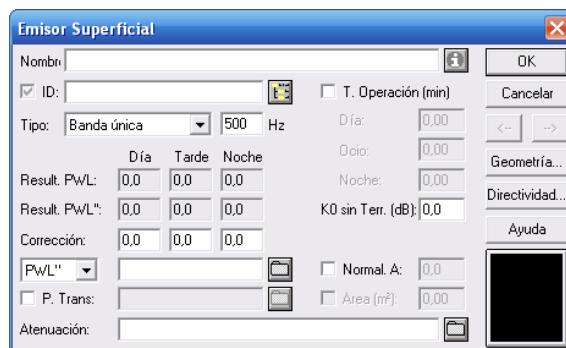 Emisor Superficial
Nombre
OK
ID:
T. Operación (min)
Cancelar
Tipo: Banda única 500 Hz
Día: 0,00
<-- -->
Día Tarde Noche
Ocio: 0,00
Geometría...
Result. PWL: 0,0 0,0 0,0
Noche: 0,00
Directividad...
Result. PWL": 0,0 0,0 0,0
K0 sin Terr. (dB): 0,0
Corrección: 0,0 0,0 0,0
Ayuda
PWL"
Normal. A: 0,0
P. Trans:
Area (m²): 0,00
Atenuación: